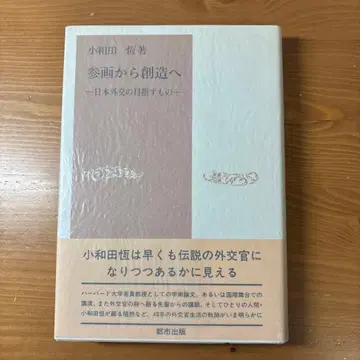 小和田 恆著
参画から創造へ
―日本外交の目指すもの―
小和田恆は早くも伝説の外交官に
なりつつあるかに見える
ハーバード大学客員教授としての学術論文、あるいは国際舞台での
講演、また外交官の卵へ語る先輩からの講話、そしてひとりの人間・
小和田恆が綴る随想など、40年の外交官生活の軌跡がいま明らかに
都市出版